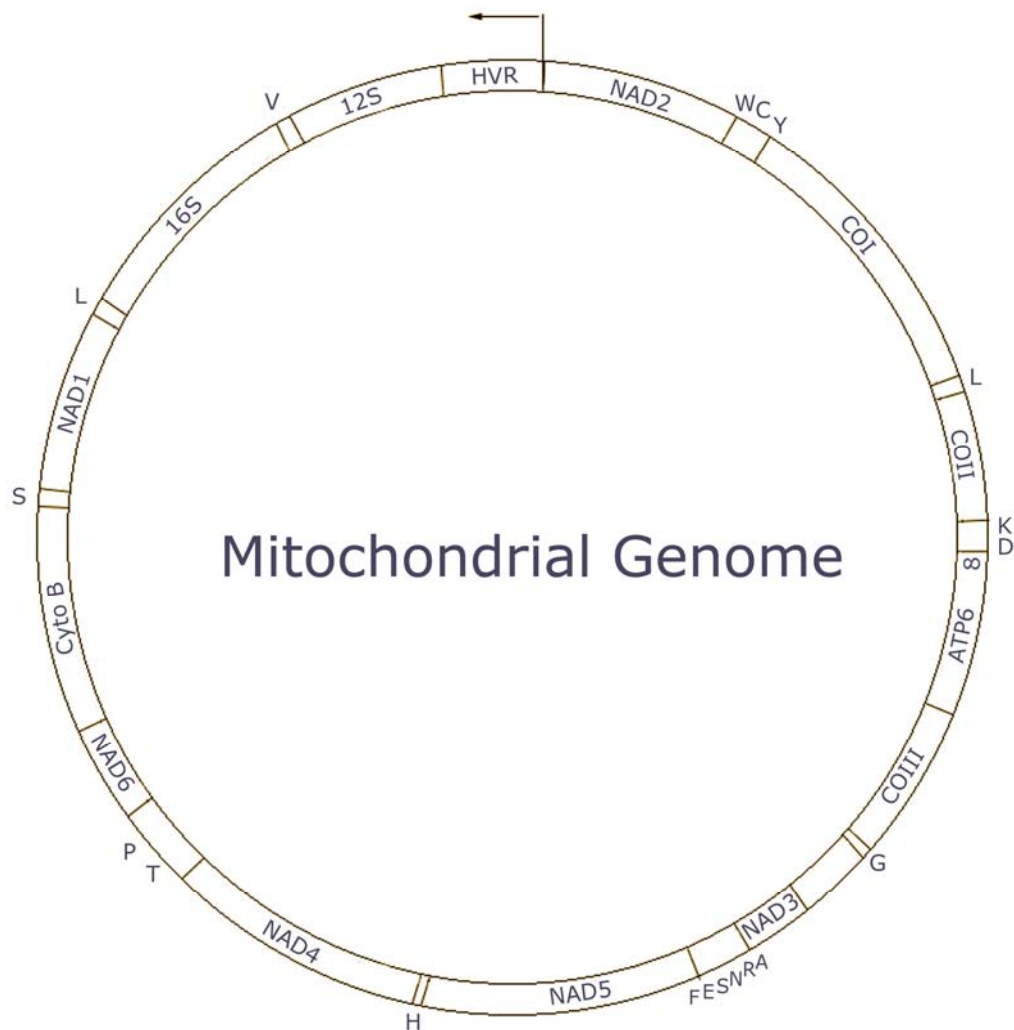 HVR
NAD2
W
C
Y
COI
L
COII
K
D
8
ATP6
COIII
G
NAD3
A
R
N
S
E
F
NAD5
H
NAD4
T
P
NAD6
Cyto B
S
NAD1
L
16S
V
12S
Mitochondrial Genome